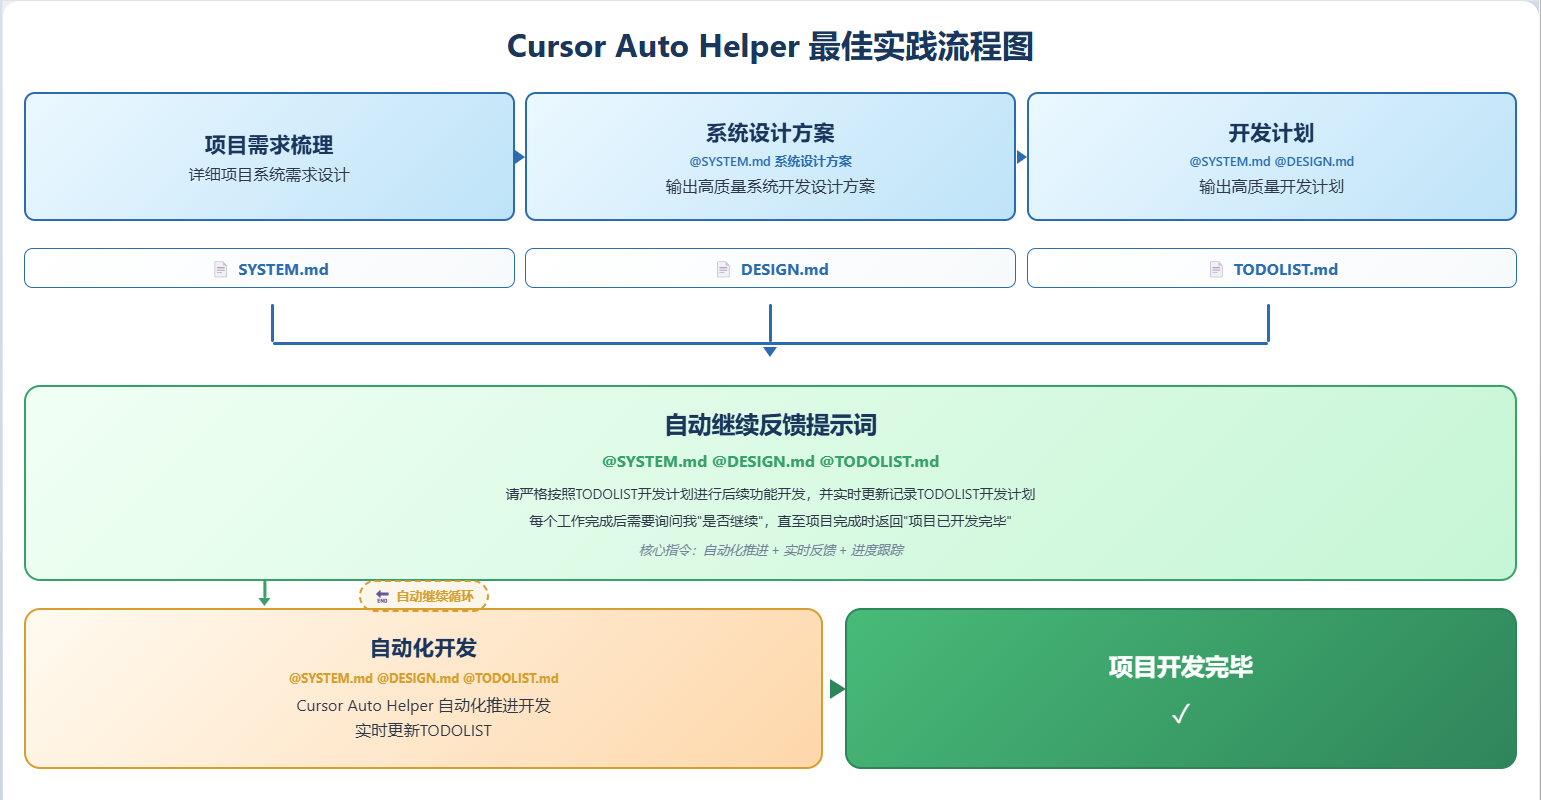 Cursor Auto Helper 最佳实践流程图
项目需求梳理
详细项目系统需求设计
系统设计方案
@SYSTEM.md 系统设计方案
输出高质量系统开发设计方案
开发计划
@SYSTEM.md @DESIGN.md
输出高质量开发计划
SYSTEM.md
DESIGN.md
TODOLIST.md
自动继续反馈提示词
@SYSTEM.md @DESIGN.md @TODOLIST.md
请严格按照TODOLIST开发计划进行后续功能开发，并实时更新记录TODOLIST开发计划
每个工作完成后需要询问我"是否继续"，直至项目完成时返回"项目已开发完毕"
核心指令：自动化推进 + 实时反馈 + 进度跟踪
END 自动继续循环
自动化开发
@SYSTEM.md @DESIGN.md @TODOLIST.md
Cursor Auto Helper 自动化推进开发
实时更新TODOLIST
项目开发完毕
✓